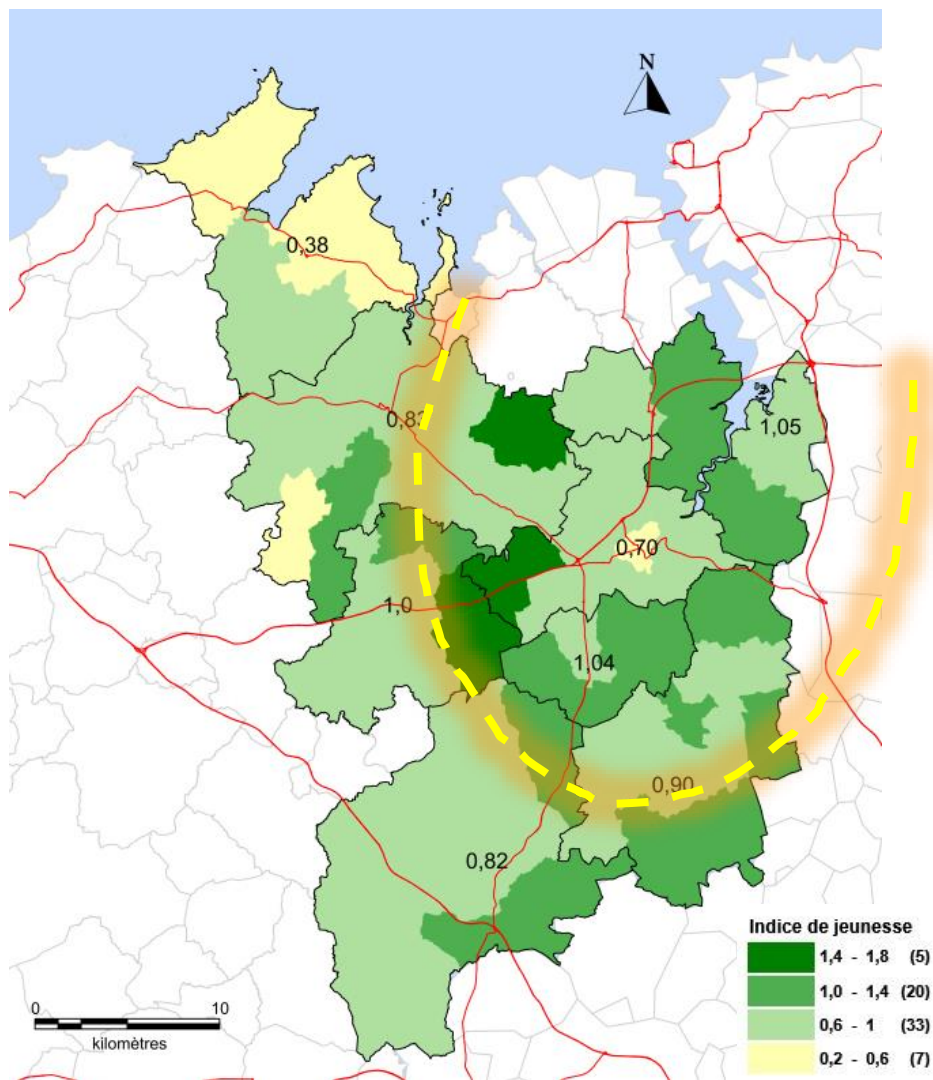 N
0,38
0,83
1,05
0,70
1,0
1,04
0,90
0,82
Indice de jeunesse
1,4 - 1,8 (5)
1,0 - 1,4 (20)
0,6 - 1 (33)
0,2 - 0,6 (7)
0 10
kilomètres